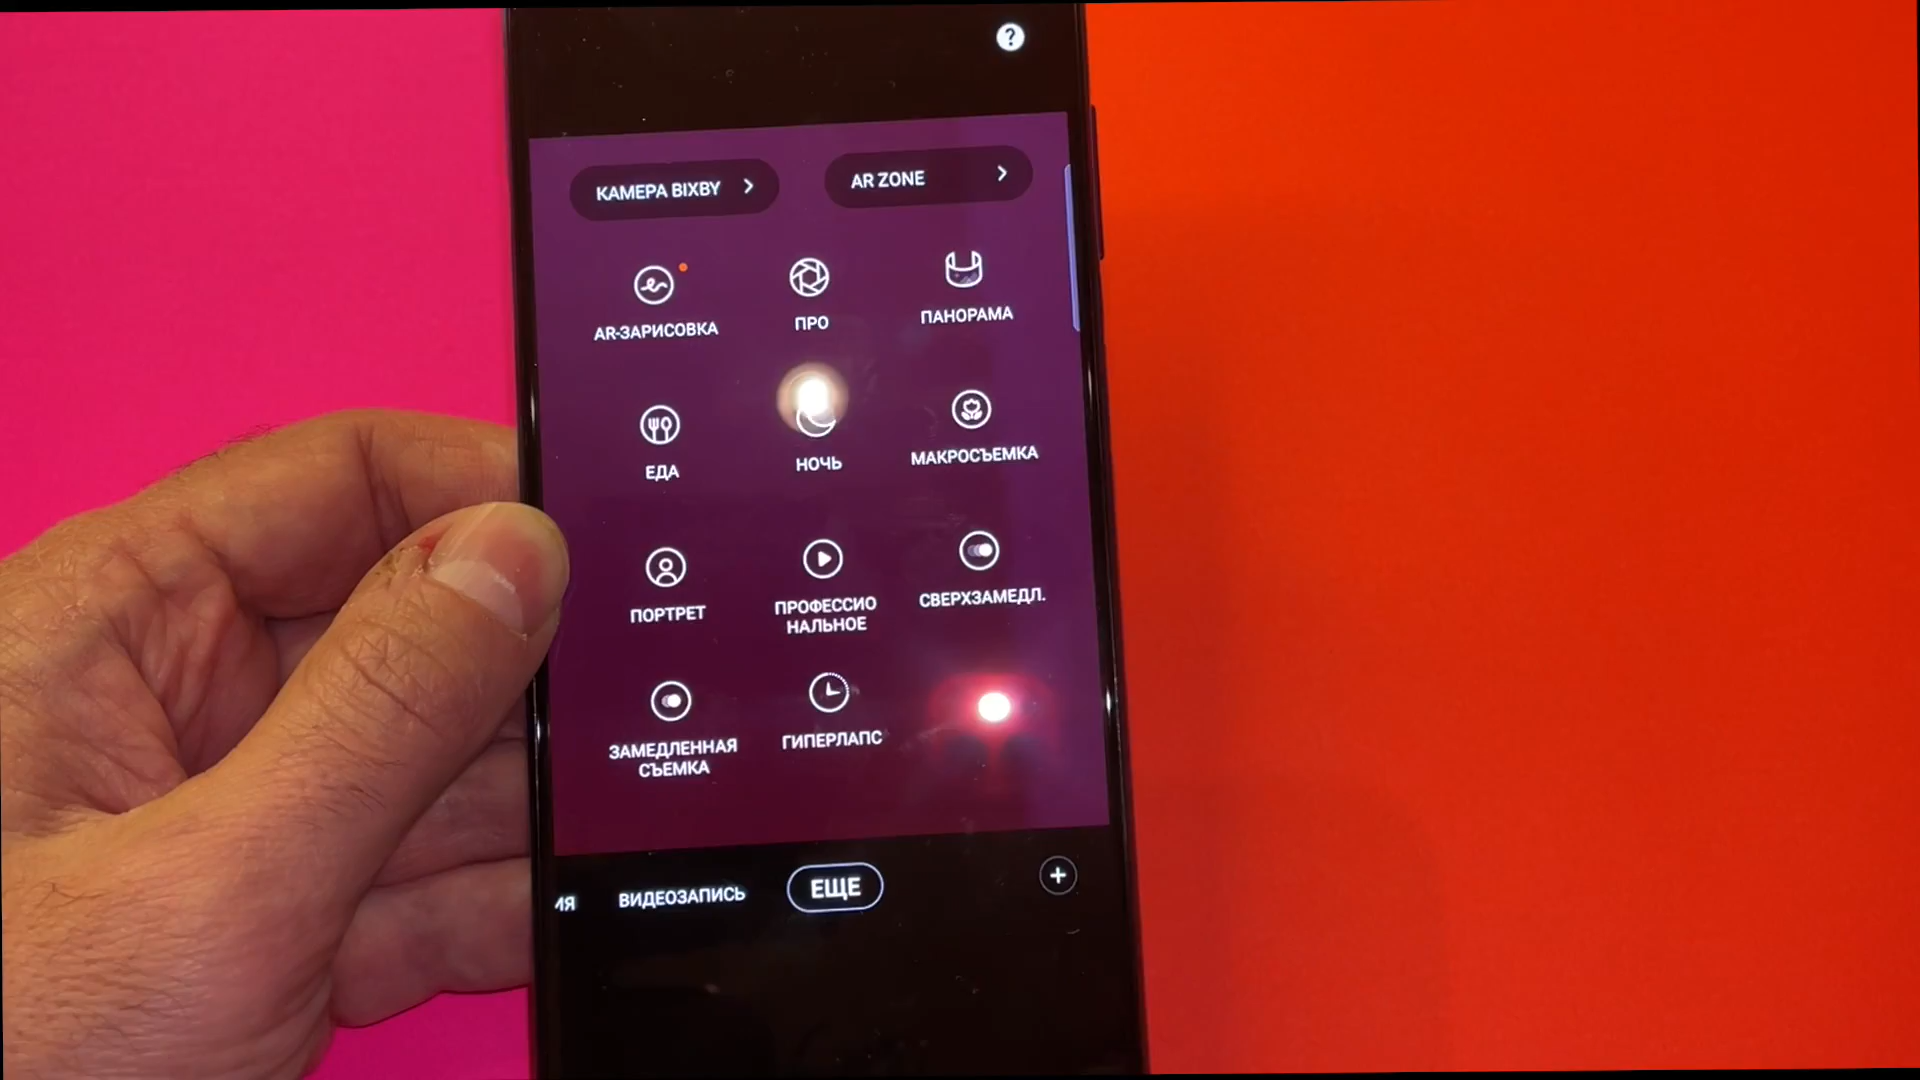 ?
КАМЕРА BIXBY
AR ZONE
AR-ЗАРИСОВКА
ПРО
ПАНОРАМА
ЕДА
НОЧЬ
МАКРОСЪЕМКА
ПОРТРЕТ
ПРОФЕССИО
НАЛЬНОЕ
СВЕРХЗАМЕДЛ.
ЗАМЕДЛЕННАЯ
СЪЕМКА
ГИПЕРЛАПС
ИЯ
ВИДЕОЗАПИСЬ
ЕЩЕ